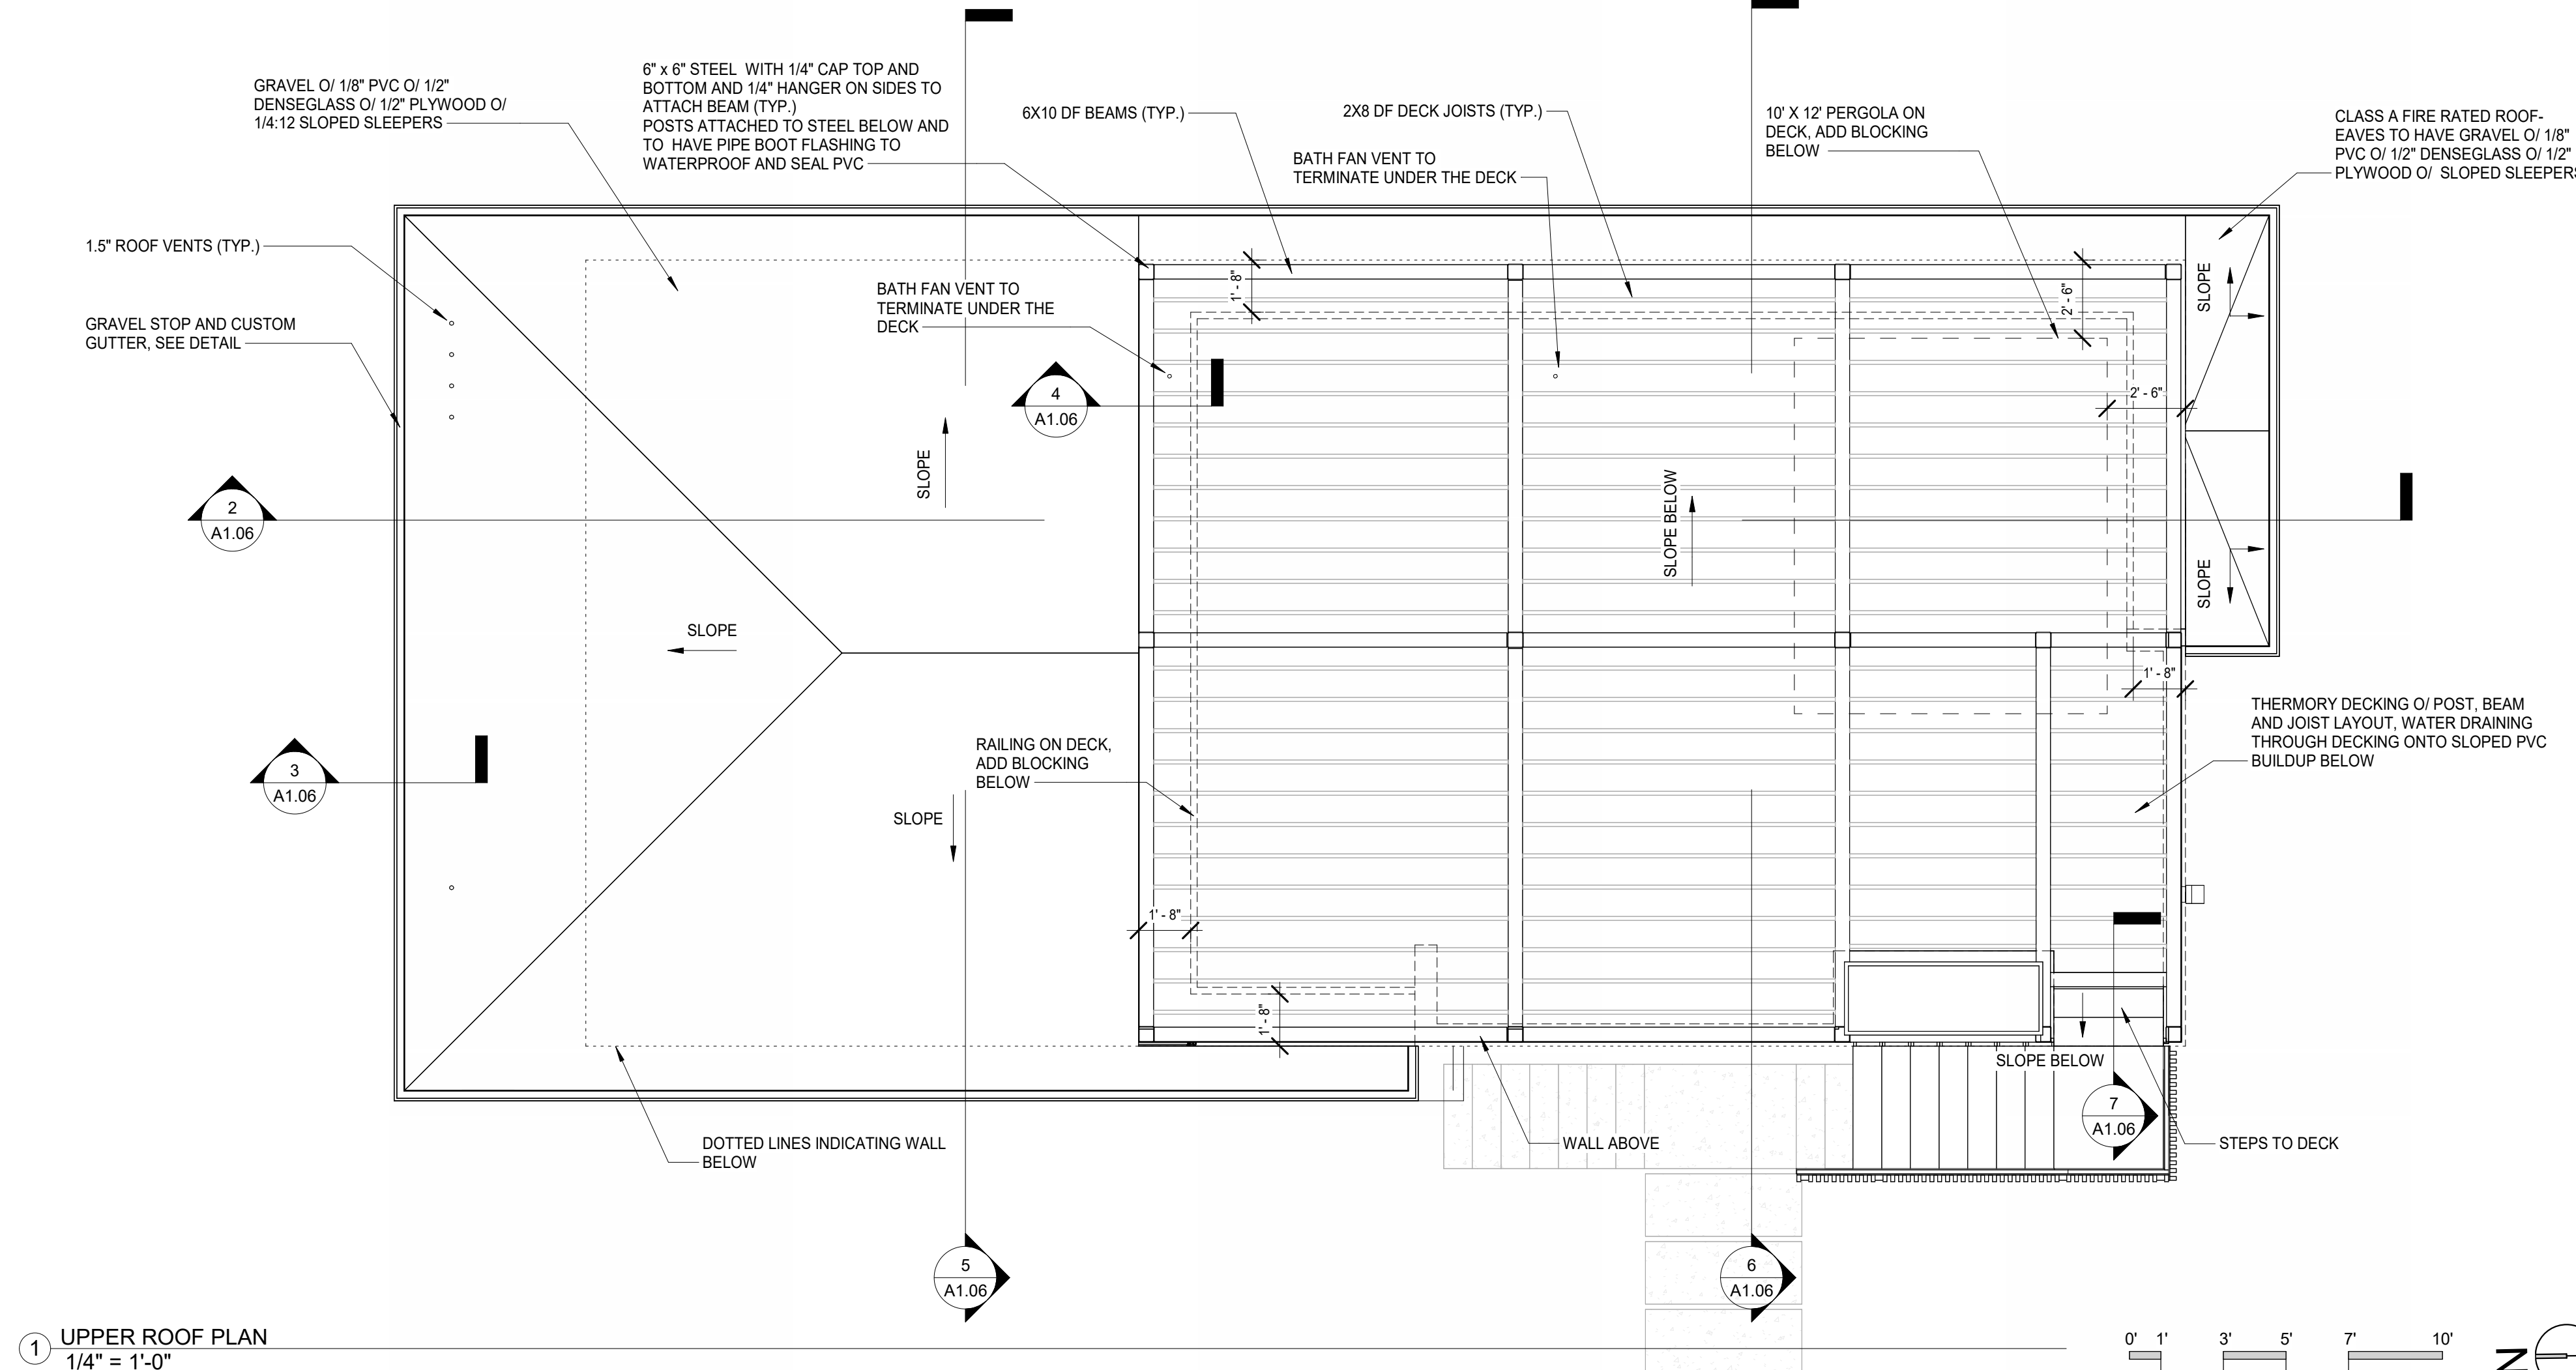 GRAVEL O/ 1/8" PVC O/ 1/2"
DENSEGLASS O/ 1/2" PLYWOOD O/
1/4:12 SLOPED SLEEPERS
6" x 6" STEEL WITH 1/4" CAP TOP AND
BOTTOM AND 1/4" HANGER ON SIDES TO
ATTACH BEAM (TYP.)
POSTS ATTACHED TO STEEL BELOW AND
TO HAVE PIPE BOOT FLASHING TO
WATERPROOF AND SEAL PVC
6X10 DF BEAMS (TYP.)
2X8 DF DECK JOISTS (TYP.)
BATH FAN VENT TO
TERMINATE UNDER THE DECK
10' X 12' PERGOLA ON
DECK, ADD BLOCKING
BELOW
CLASS A FIRE RATED ROOF-
EAVES TO HAVE GRAVEL O/ 1/8"
PVC O/ 1/2" DENSEGLASS O/ 1/2"
PLYWOOD O/ SLOPED SLEEPERS
1.5" ROOF VENTS (TYP.)
GRAVEL STOP AND CUSTOM
GUTTER, SEE DETAIL
BATH FAN VENT TO
TERMINATE UNDER THE
DECK
1' - 8"
2' - 6"
SLOPE
2' - 6"
4
A1.06
SLOPE
SLOPE BELOW
2
A1.06
SLOPE
SLOPE
1' - 8"
THERMORY DECKING O/ POST, BEAM
AND JOIST LAYOUT, WATER DRAINING
THROUGH DECKING ONTO SLOPED PVC
BUILDUP BELOW
RAILING ON DECK,
ADD BLOCKING
BELOW
3
A1.06
SLOPE
1' - 8"
1' - 8"
SLOPE BELOW
7
A1.06
DOTTED LINES INDICATING WALL
BELOW
WALL ABOVE
STEPS TO DECK
5
A1.06
6
A1.06
1
UPPER ROOF PLAN
1/4" = 1'-0"
0' 1' 3' 5' 7' 10'
N